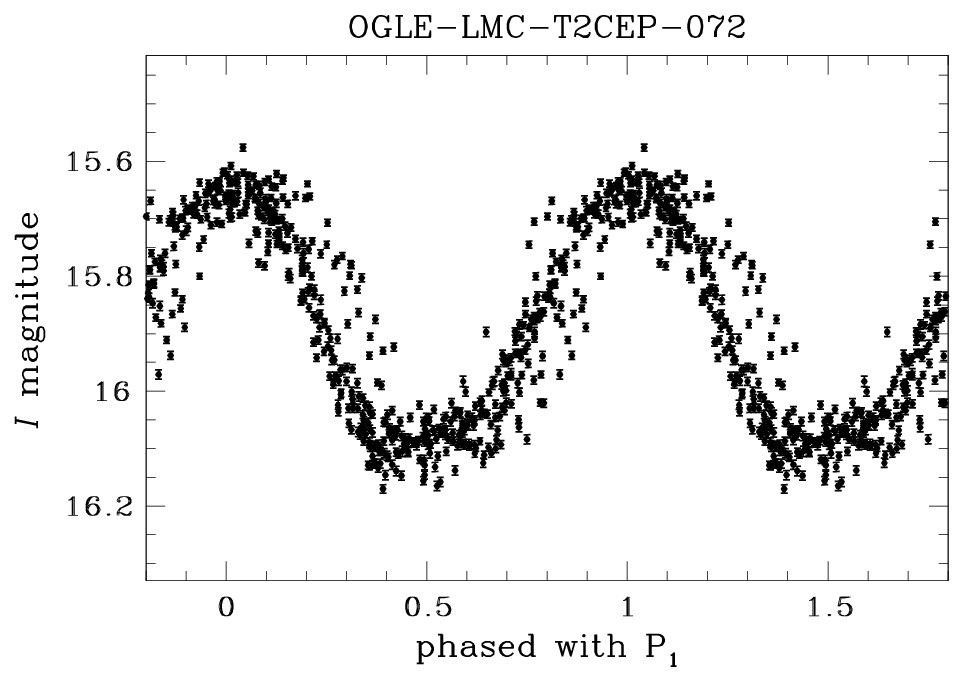 OGLE-LMC-T2CEP-072
I magnitude
15.6
15.8
16
16.2
0 0.5 1 1.5
phased with P₁